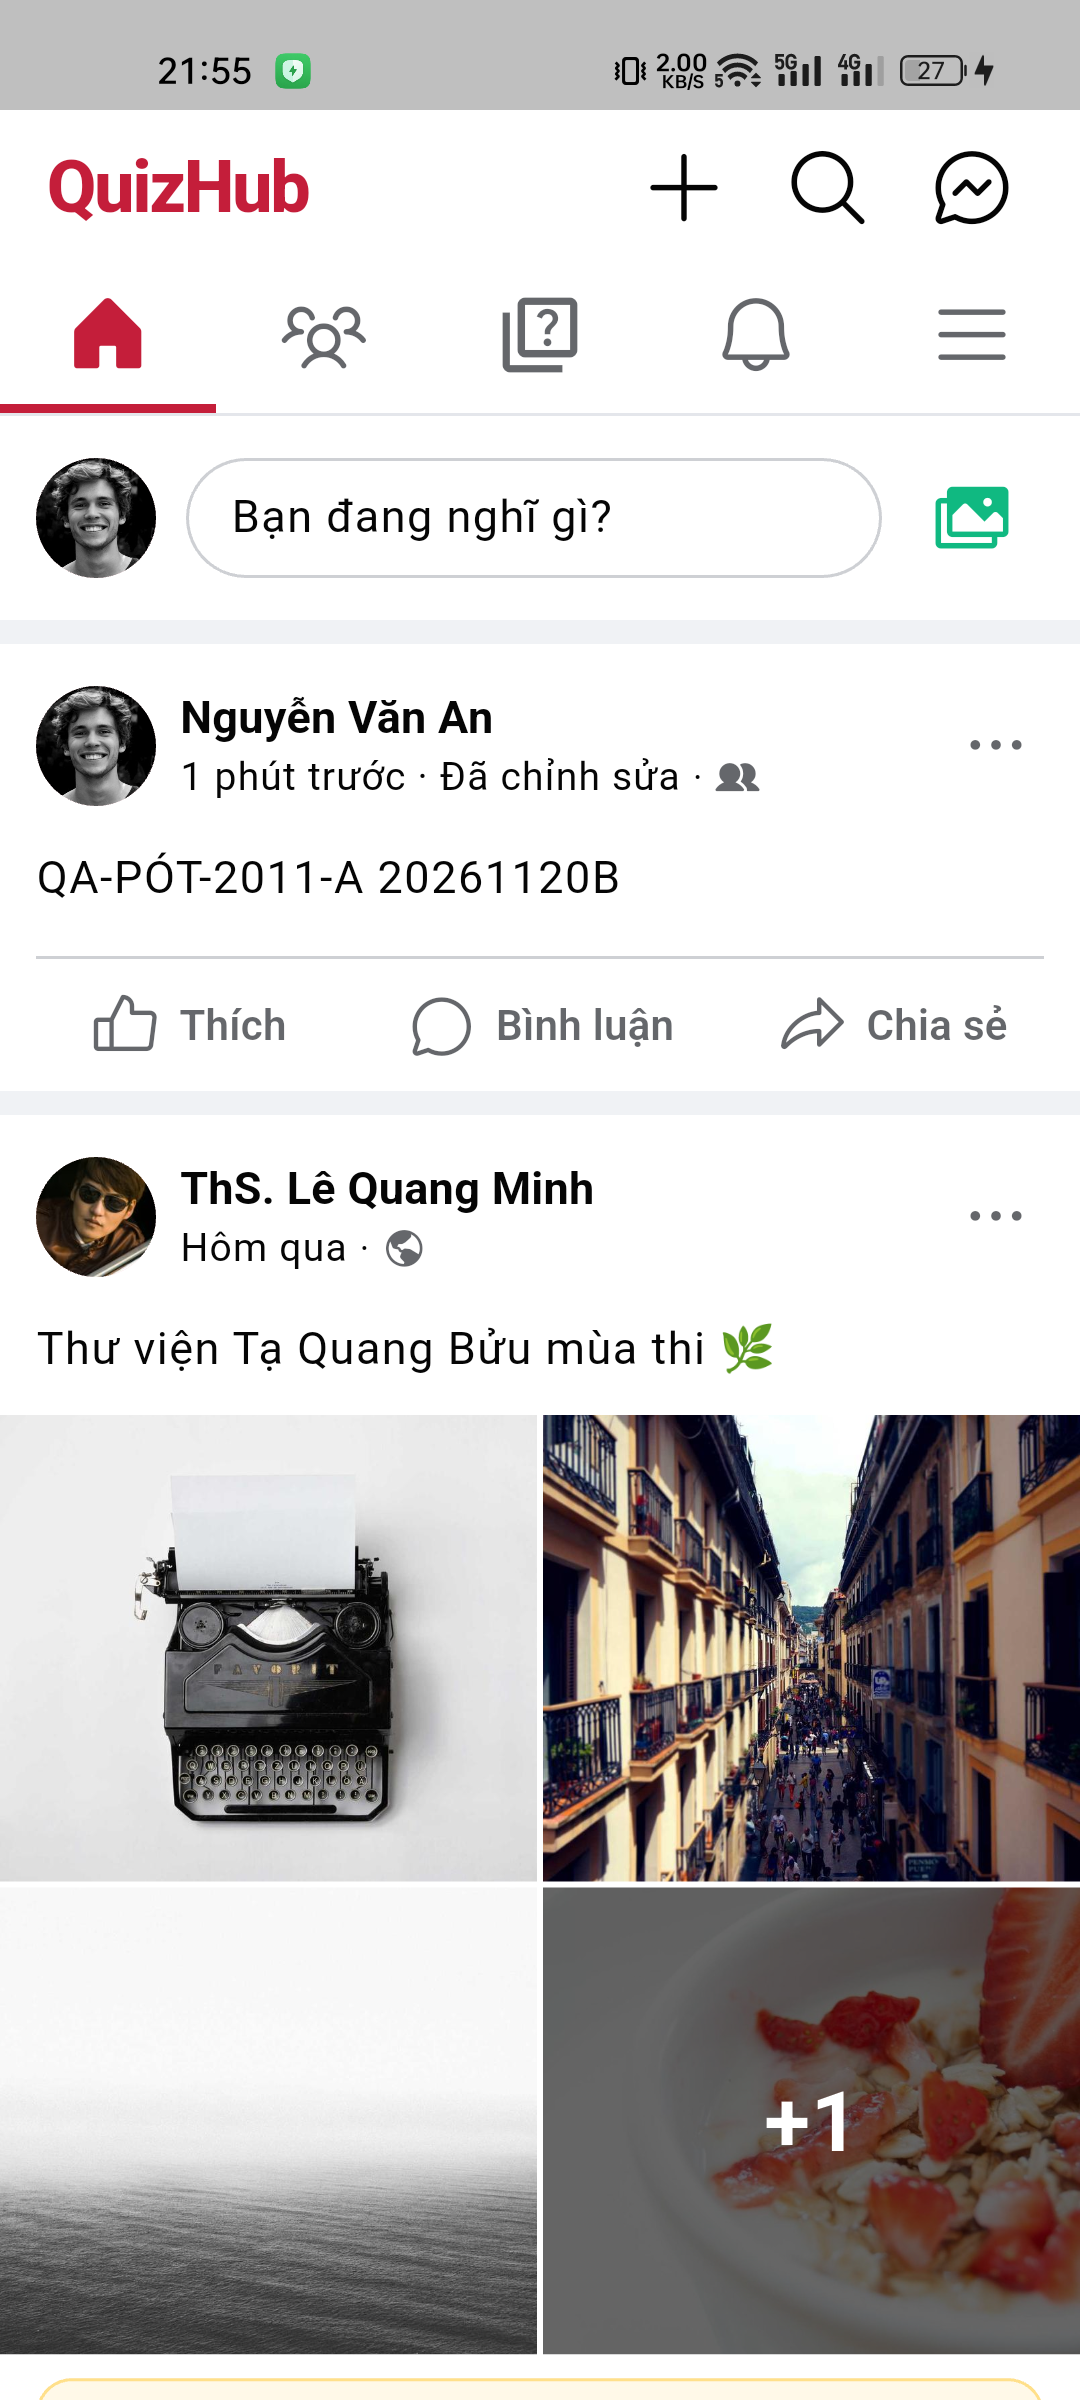 21:55
2.00
KB/S
5
5G
4G
27
QuizHub
?
Bạn đang nghĩ gì?
Nguyễn Văn An
1 phút trước · Đã chỉnh sửa ·
QA-PÓT-2011-A 20261120B
Thích
Bình luận
Chia sẻ
ThS. Lê Quang Minh
Hôm qua ·
Thư viện Tạ Quang Bửu mùa thi 🌿
FAVORIT
+1